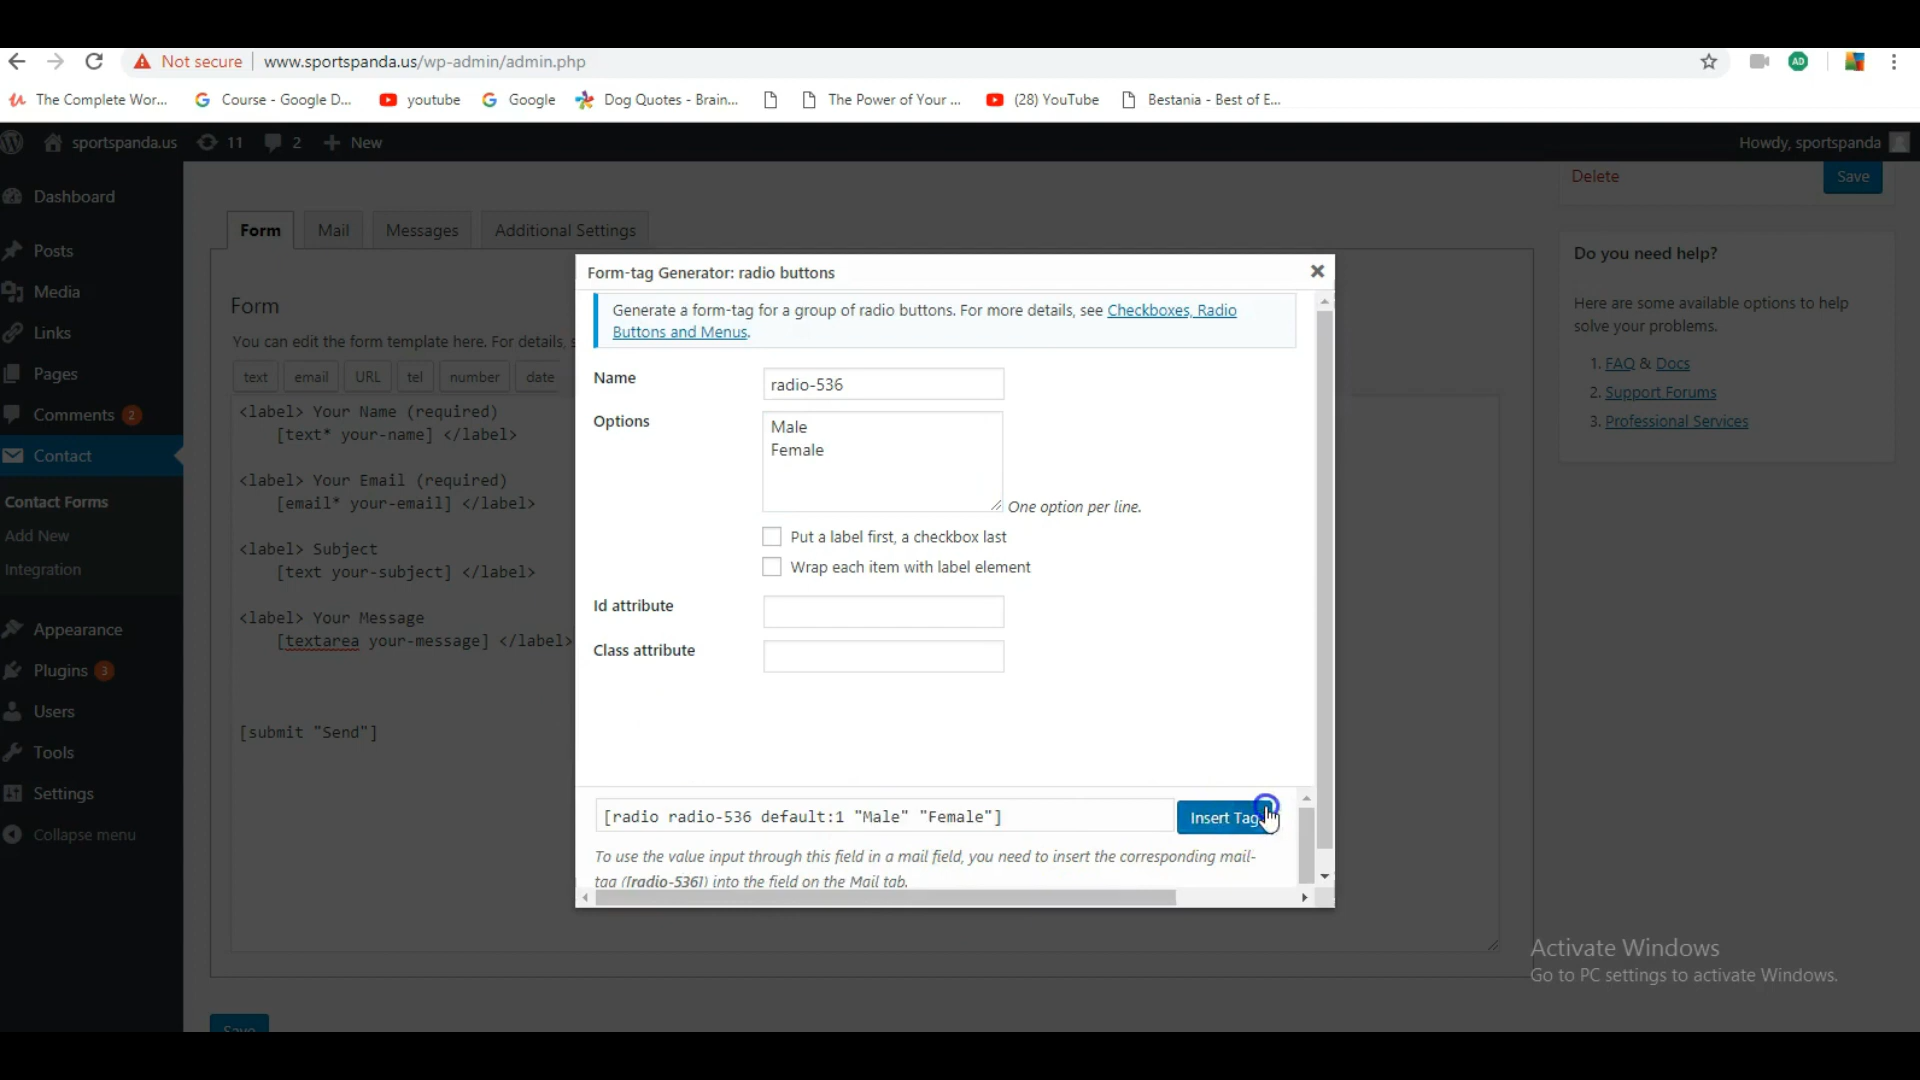 Not secure www.sportspanda.us/wp-admin/admin.php AD
The Complete Wor... Course - Google D... youtube Google Dog Quotes - Brain... The Power of Your ... (28) YouTube Bestania - Best of E...
sportspanda.us 11 2 New Howdy, sportspanda
Dashboard
Posts
Media
Links
Pages
Comments 2
Contact
Contact Forms
Add New
Integration
Appearance
Plugins 3
Users
Tools
Settings
Collapse menu
Form Mail Messages Additional Settings
Form
You can edit the form template here. For details, s
text email URL tel number date
<label> Your Name (required)
[text* your-name] </label>
<label> Your Email (required)
[email* your-email] </label>
<label> Subject
[text your-subject] </label>
<label> Your Message
[textarea your-message] </label>
[submit "Send"]
Save
Form-tag Generator: radio buttons
Generate a form-tag for a group of radio buttons. For more details, see Checkboxes, Radio
Buttons and Menus.
Name radio-536
Options Male
Female
One option per line.
Put a label first, a checkbox last
Wrap each item with label element
Id attribute
Class attribute
[radio radio-536 default:1 "Male" "Female"] Insert Tag
To use the value input through this field in a mail field, you need to insert the corresponding mail-
tag ([radio-536]) into the field on the Mail tab.
Delete Save
Do you need help?
Here are some available options to help
solve your problems.
1. FAQ & Docs
2. Support Forums
3. Professional Services
Activate Windows
Go to PC settings to activate Windows.